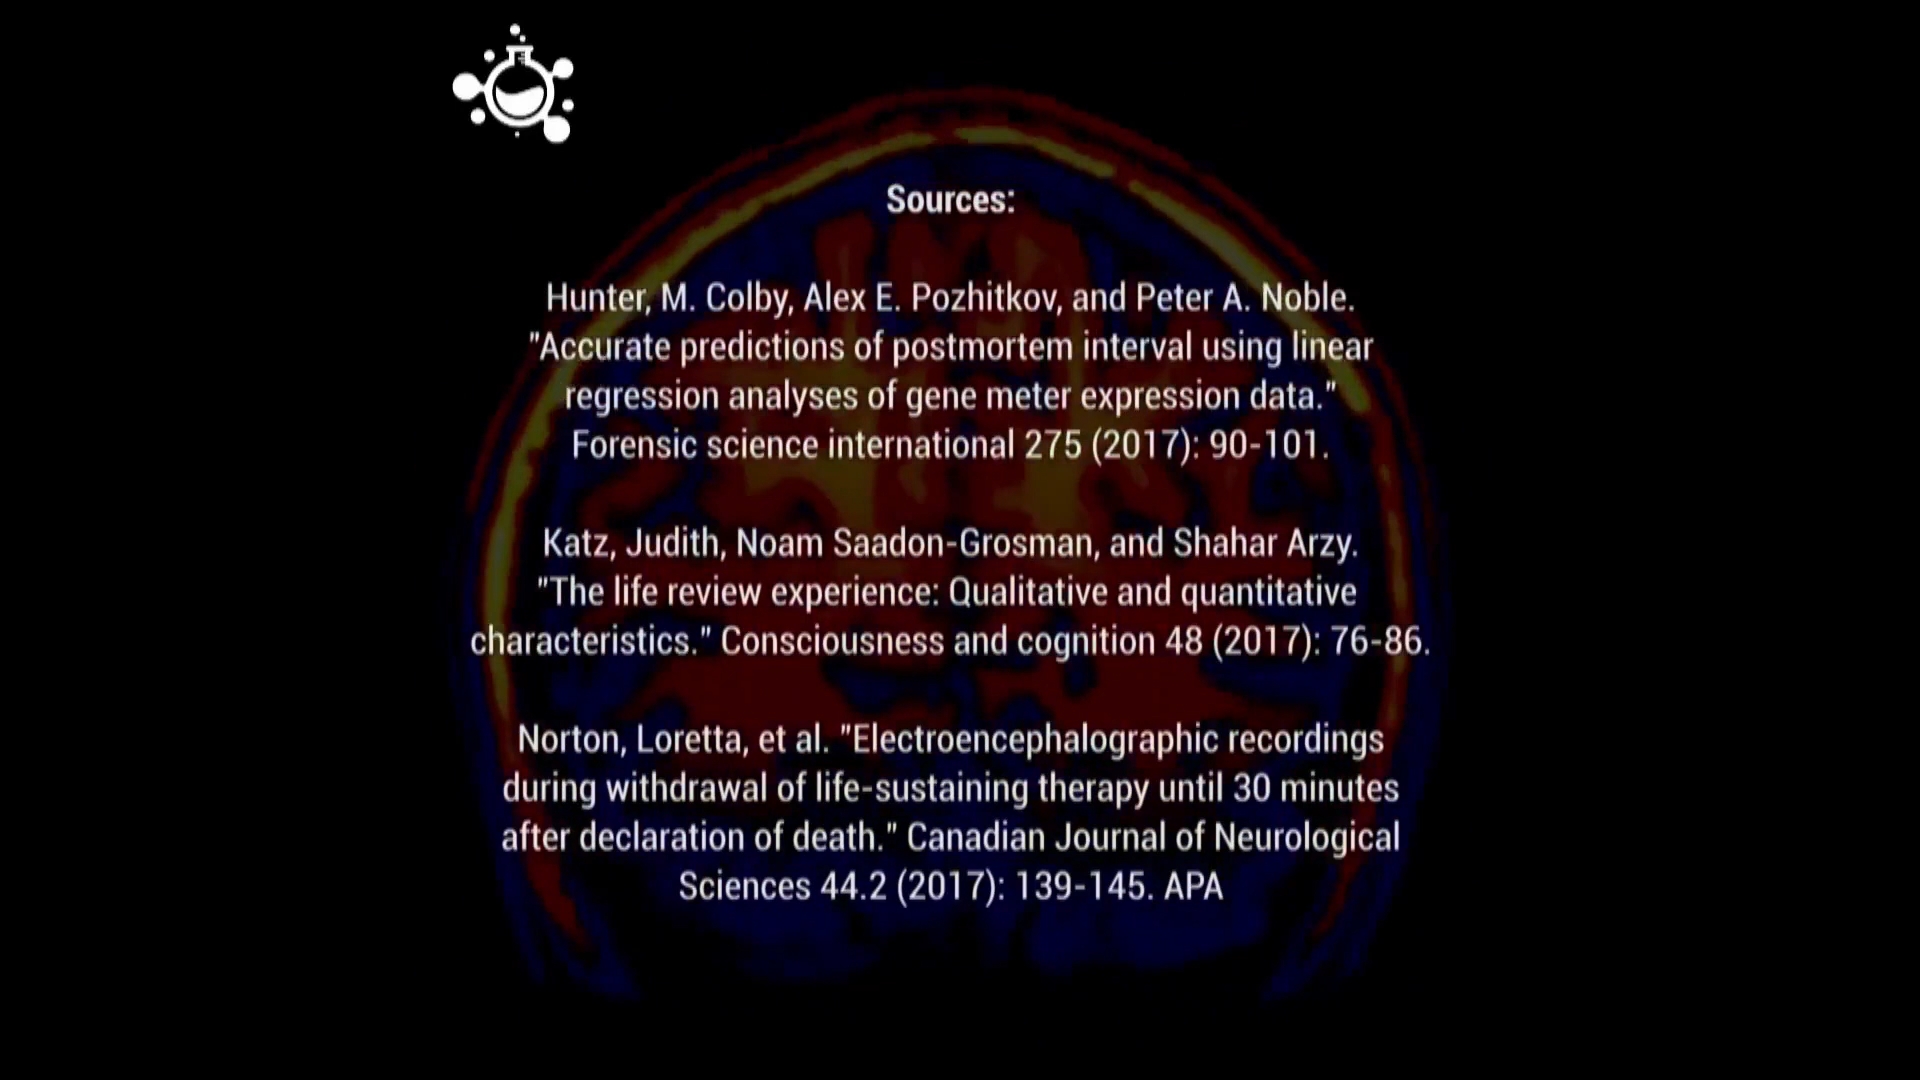 Sources:
Hunter, M. Colby, Alex E. Pozhitkov, and Peter A. Noble.
"Accurate predictions of postmortem interval using linear
regression analyses of gene meter expression data."
Forensic science international 275 (2017): 90-101.
Katz, Judith, Noam Saadon-Grosman, and Shahar Arzy.
"The life review experience: Qualitative and quantitative
characteristics." Consciousness and cognition 48 (2017): 76-86.
Norton, Loretta, et al. "Electroencephalographic recordings
during withdrawal of life-sustaining therapy until 30 minutes
after declaration of death." Canadian Journal of Neurological
Sciences 44.2 (2017): 139-145. APA